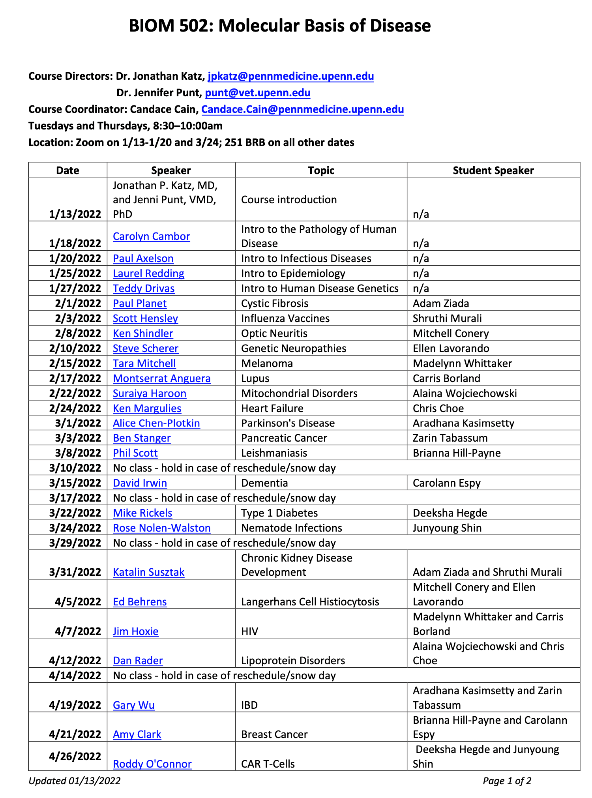 BIOM 502: Molecular Basis of Disease
Course Directors: Dr. Jonathan Katz, jpkatz@pennmedicine.upenn.edu
Dr. Jennifer Punt, punt@vet.upenn.edu
Course Coordinator: Candace Cain, Candace.Cain@pennmedicine.upenn.edu
Tuesdays and Thursdays, 8:30–10:00am
Location: Zoom on 1/13-1/20 and 3/24; 251 BRB on all other dates
Date Speaker Topic Student Speaker
Jonathan P. Katz, MD,
and Jenni Punt, VMD, Course introduction
1/13/2022 PhD n/a
Carolyn Cambor Intro to the Pathology of Human
1/18/2022 Disease n/a
1/20/2022 Paul Axelson Intro to Infectious Diseases n/a
1/25/2022 Laurel Redding Intro to Epidemiology n/a
1/27/2022 Teddy Drivas Intro to Human Disease Genetics n/a
2/1/2022 Paul Planet Cystic Fibrosis Adam Ziada
2/3/2022 Scott Hensley Influenza Vaccines Shruthi Murali
2/8/2022 Ken Shindler Optic Neuritis Mitchell Conery
2/10/2022 Steve Scherer Genetic Neuropathies Ellen Lavorando
2/15/2022 Tara Mitchell Melanoma Madelynn Whittaker
2/17/2022 Montserrat Anguera Lupus Carris Borland
2/22/2022 Suraiya Haroon Mitochondrial Disorders Alaina Wojciechowski
2/24/2022 Ken Margulies Heart Failure Chris Choe
3/1/2022 Alice Chen-Plotkin Parkinson's Disease Aradhana Kasimsetty
3/3/2022 Ben Stanger Pancreatic Cancer Zarin Tabassum
3/8/2022 Phil Scott Leishmaniasis Brianna Hill-Payne
3/10/2022 No class - hold in case of reschedule/snow day
3/15/2022 David Irwin Dementia Carolann Espy
3/17/2022 No class - hold in case of reschedule/snow day
3/22/2022 Mike Rickels Type 1 Diabetes Deeksha Hegde
3/24/2022 Rose Nolen-Walston Nematode Infections Junyoung Shin
3/29/2022 No class - hold in case of reschedule/snow day
Chronic Kidney Disease
3/31/2022 Katalin Susztak Development Adam Ziada and Shruthi Murali
Mitchell Conery and Ellen
4/5/2022 Ed Behrens Langerhans Cell Histiocytosis Lavorando
Madelynn Whittaker and Carris
4/7/2022 Jim Hoxie HIV Borland
Alaina Wojciechowski and Chris
4/12/2022 Dan Rader Lipoprotein Disorders Choe
4/14/2022 No class - hold in case of reschedule/snow day
Aradhana Kasimsetty and Zarin
4/19/2022 Gary Wu IBD Tabassum
Brianna Hill-Payne and Carolann
4/21/2022 Amy Clark Breast Cancer Espy
4/26/2022 Deeksha Hegde and Junyoung
Roddy O'Connor CAR T-Cells Shin
Updated 01/13/2022 Page 1 of 2